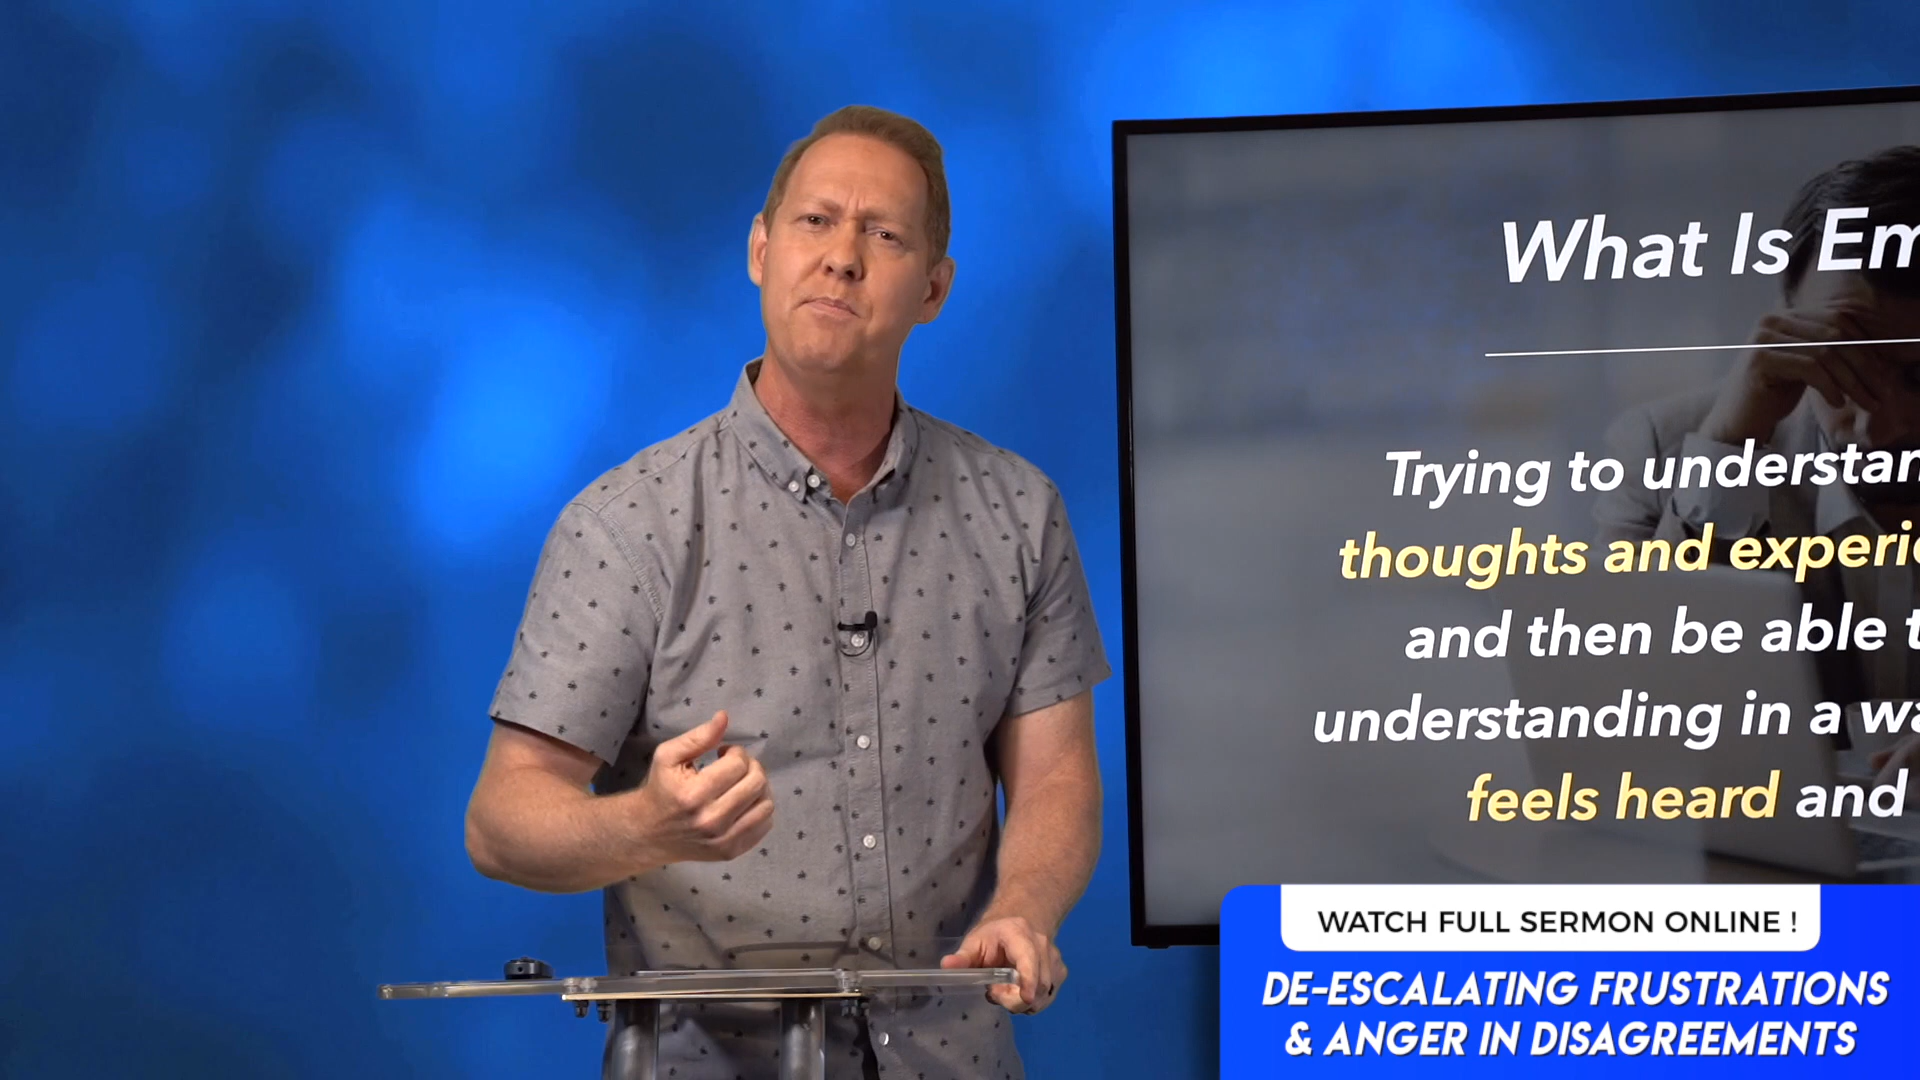 What Is Em
Trying to understan
thoughts and experie
and then be able t
understanding in a wa
feels heard and
WATCH FULL SERMON ONLINE !
DE-ESCALATING FRUSTRATIONS
& ANGER IN DISAGREEMENTS